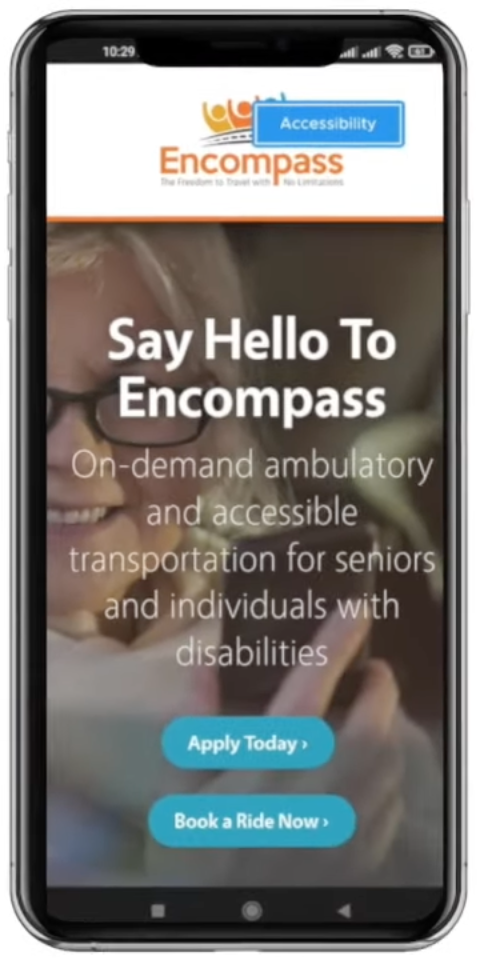 10:29
61
Accessibility
Encompass
The Freedom to Travel with No Limitations
Say Hello To
Encompass
On-demand ambulatory
and accessible
transportation for seniors
and individuals with
disabilities
Apply Today ›
Book a Ride Now ›